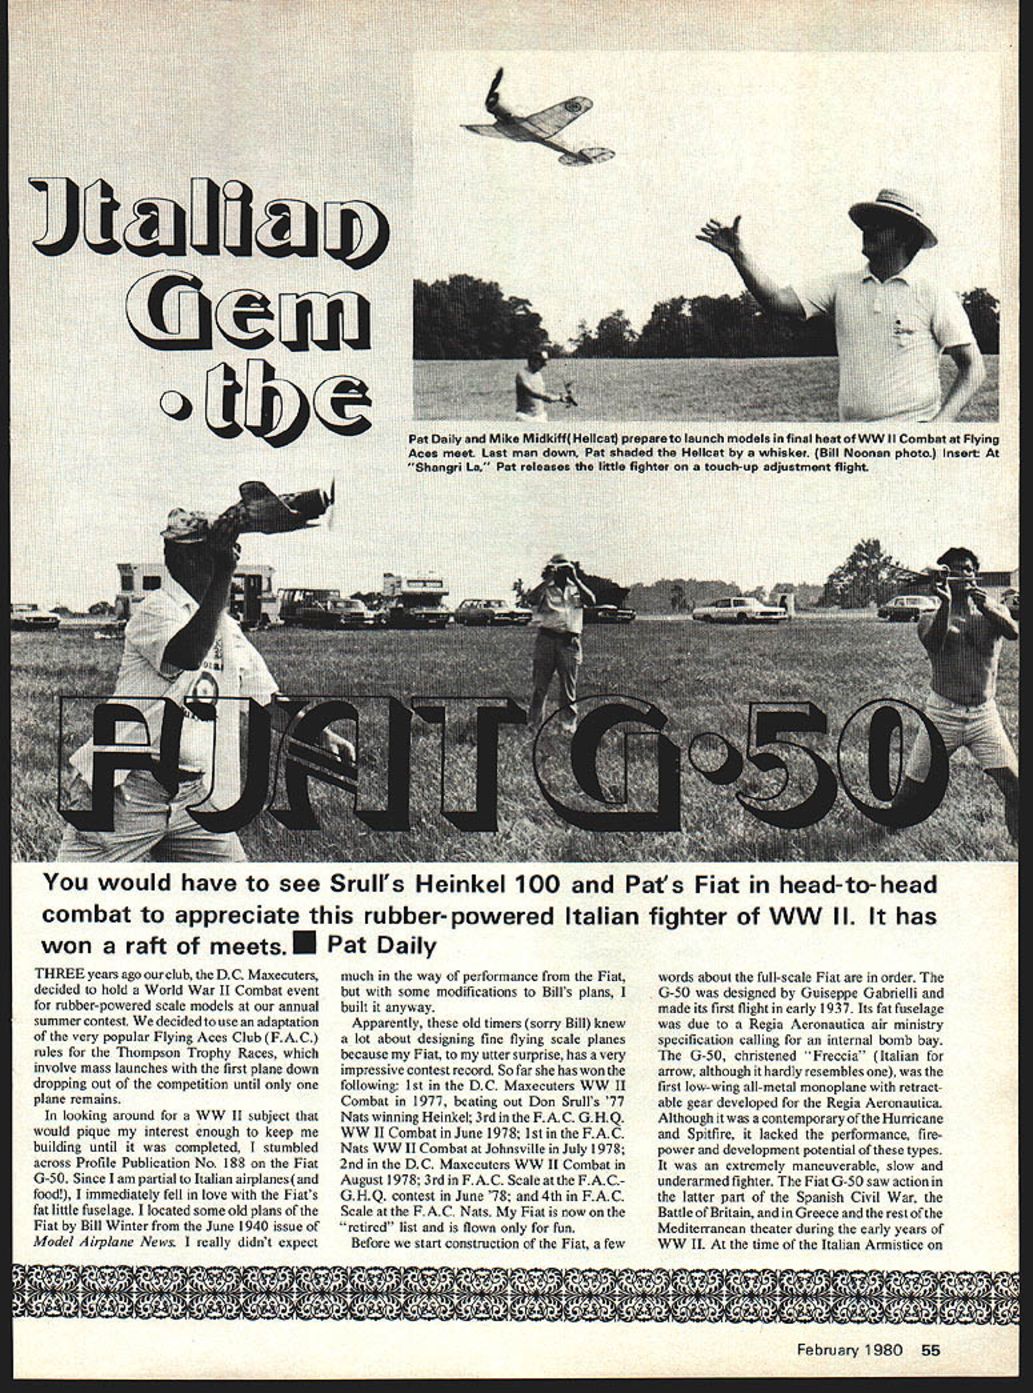 Italian
Gem
·the
FIAT G·50
Pat Daily and Mike Midkiff(Hellcat) prepare to launch models in final heat of WW II Combat at Flying
Aces meet. Last man down, Pat shaded the Hellcat by a whisker. (Bill Noonan photo.) Insert: At
"Shangri La," Pat releases the little fighter on a touch-up adjustment flight.
You would have to see Srull's Heinkel 100 and Pat's Fiat in head-to-head
combat to appreciate this rubber-powered Italian fighter of WW II. It has
won a raft of meets. ■ Pat Daily
THREE years ago our club, the D.C. Maxecuters,
decided to hold a World War II Combat event
for rubber-powered scale models at our annual
summer contest. We decided to use an adaptation
of the very popular Flying Aces Club (F.A.C.)
rules for the Thompson Trophy Races, which
involve mass launches with the first plane down
dropping out of the competition until only one
plane remains.
In looking around for a WW II subject that
would pique my interest enough to keep me
building until it was completed, I stumbled
across Profile Publication No. 188 on the Fiat
G-50. Since I am partial to Italian airplanes (and
food!), I immediately fell in love with the Fiat's
fat little fuselage. I located some old plans of the
Fiat by Bill Winter from the June 1940 issue of
Model Airplane News. I really didn't expect
much in the way of performance from the Fiat,
but with some modifications to Bill's plans, I
built it anyway.
Apparently, these old timers (sorry Bill) knew
a lot about designing fine flying scale planes
because my Fiat, to my utter surprise, has a very
impressive contest record. So far she has won the
following: 1st in the D.C. Maxecuters WW II
Combat in 1977, beating out Don Srull's '77
Nats winning Heinkel; 3rd in the F.A.C. G.H.Q.
WW II Combat in June 1978; 1st in the F.A.C.
Nats WW II Combat at Johnsville in July 1978;
2nd in the D.C. Maxecuters WW II Combat in
August 1978; 3rd in F.A.C. Scale at the F.A.C.-
G.H.Q. contest in June '78; and 4th in F.A.C.
Scale at the F.A.C. Nats. My Fiat is now on the
"retired" list and is flown only for fun.
Before we start construction of the Fiat, a few
words about the full-scale Fiat are in order. The
G-50 was designed by Guiseppe Gabrielli and
made its first flight in early 1937. Its fat fuselage
was due to a Regia Aeronautica air ministry
specification calling for an internal bomb bay.
The G-50, christened "Freccia" (Italian for
arrow, although it hardly resembles one), was the
first low-wing all-metal monoplane with retract-
able gear developed for the Regia Aeronautica.
Although it was a contemporary of the Hurricane
and Spitfire, it lacked the performance, fire-
power and development potential of these types.
It was an extremely maneuverable, slow and
underarmed fighter. The Fiat G-50 saw action in
the latter part of the Spanish Civil War, the
Battle of Britain, and in Greece and the rest of the
Mediterranean theater during the early years of
WW II. At the time of the Italian Armistice on
February 1980 55